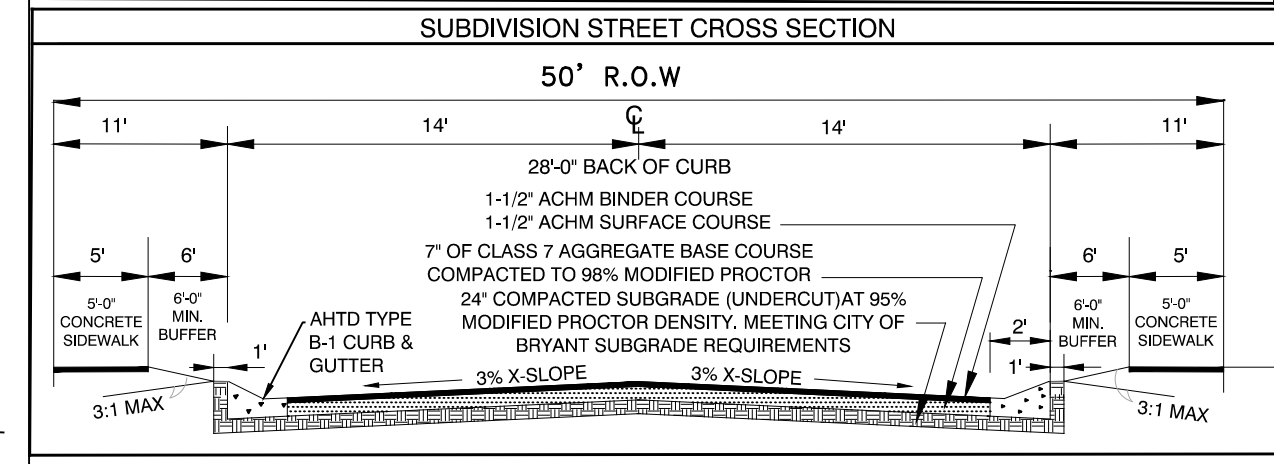 SUBDIVISION STREET CROSS SECTION
50' R.O.W
11'
14'
CL
14'
11'
28'-0" BACK OF CURB
1-1/2" ACHM BINDER COURSE
1-1/2" ACHM SURFACE COURSE
7" OF CLASS 7 AGGREGATE BASE COURSE
COMPACTED TO 98% MODIFIED PROCTOR
24" COMPACTED SUBGRADE (UNDERCUT)AT 95%
MODIFIED PROCTOR DENSITY. MEETING CITY OF
BRYANT SUBGRADE REQUIREMENTS
5'
6'
5'-0"
CONCRETE
SIDEWALK
6'-0"
MIN.
BUFFER
AHTD TYPE
B-1 CURB &
GUTTER
1'
2'
1'
6'
5'
6'-0"
MIN.
BUFFER
5'-0"
CONCRETE
SIDEWALK
3% X-SLOPE
3% X-SLOPE
3:1 MAX
3:1 MAX